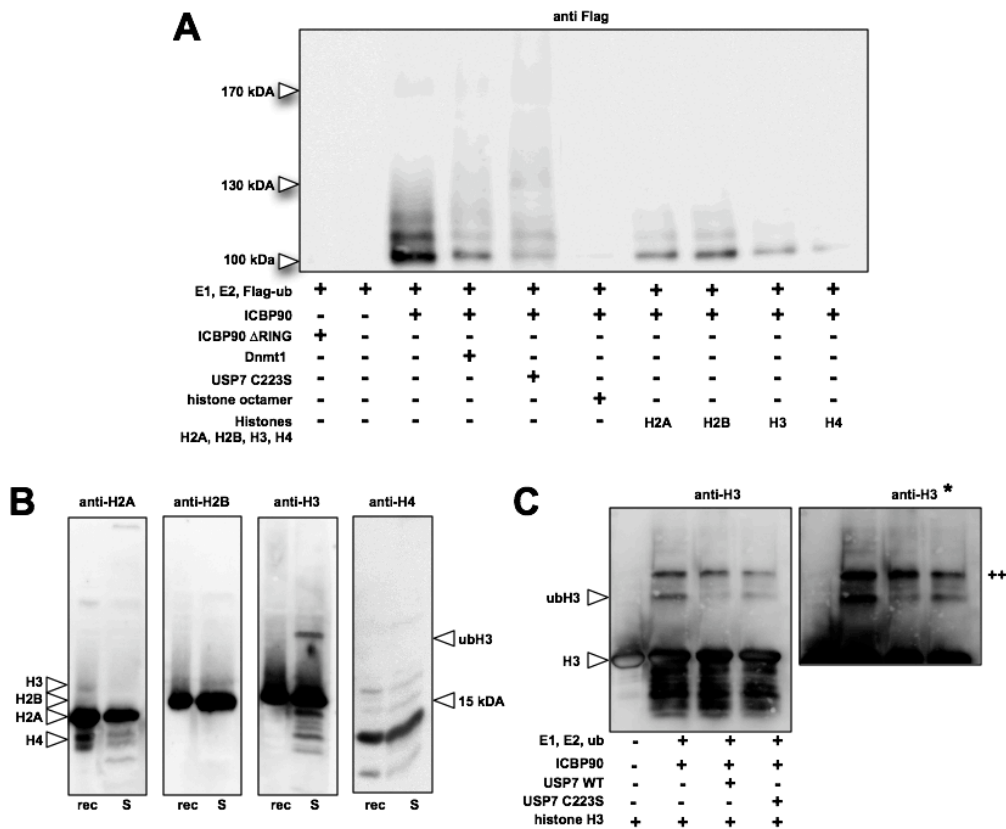 A
anti Flag
170 kDA
130 kDA
100 kDa
E1, E2, Flag-ub + + + + + + + + + +
ICBP90 - - + + + + + + + +
ICBP90 ΔRING + - - - - - - - - -
Dnmt1 - - - + - - - - - -
USP7 C223S - - - - + - - - - -
histone octamer - - - - - + - - - -
Histones - - - - - - H2A H2B H3 H4
H2A, H2B, H3, H4
B
anti-H2A anti-H2B anti-H3 anti-H4
ubH3
H3
H2B
15 kDA
H2A
H4
rec S rec S rec S rec S
C
anti-H3 anti-H3 *
++
ubH3
H3
E1, E2, ub - + + +
ICBP90 - + + +
USP7 WT - - + -
USP7 C223S - - - +
histone H3 + + + +